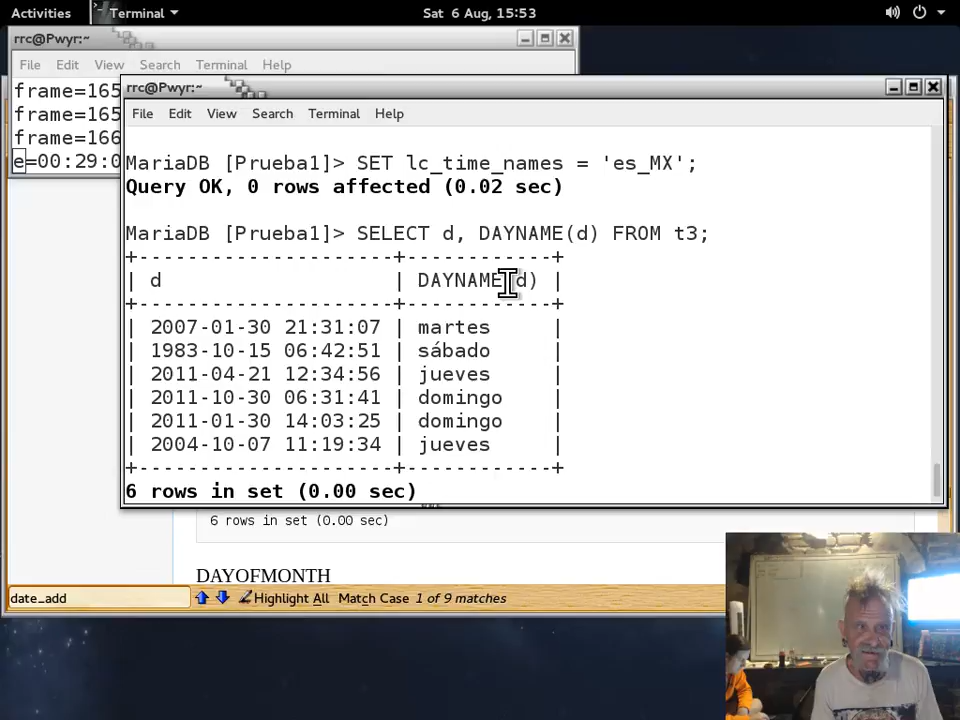 Activities Terminal Sat 6 Aug, 15:53
rrc@Pwyr:~
File Edit View Search Terminal Help
frame=165
frame=165
frame=166
e=00:29:0
rrc@Pwyr:~
File Edit View Search Terminal Help
MariaDB [Prueba1]> SET lc_time_names = 'es_MX';
Query OK, 0 rows affected (0.02 sec)
MariaDB [Prueba1]> SELECT d, DAYNAME(d) FROM t3;
+---------------------+------------+
| d | DAYNAME(d) |
+---------------------+------------+
| 2007-01-30 21:31:07 | martes |
| 1983-10-15 06:42:51 | sábado |
| 2011-04-21 12:34:56 | jueves |
| 2011-10-30 06:31:41 | domingo |
| 2011-01-30 14:03:25 | domingo |
| 2004-10-07 11:19:34 | jueves |
+---------------------+------------+
6 rows in set (0.00 sec)
6 rows in set (0.00 sec)
DAYOFMONTH
date_add Highlight All Match Case 1 of 9 matches